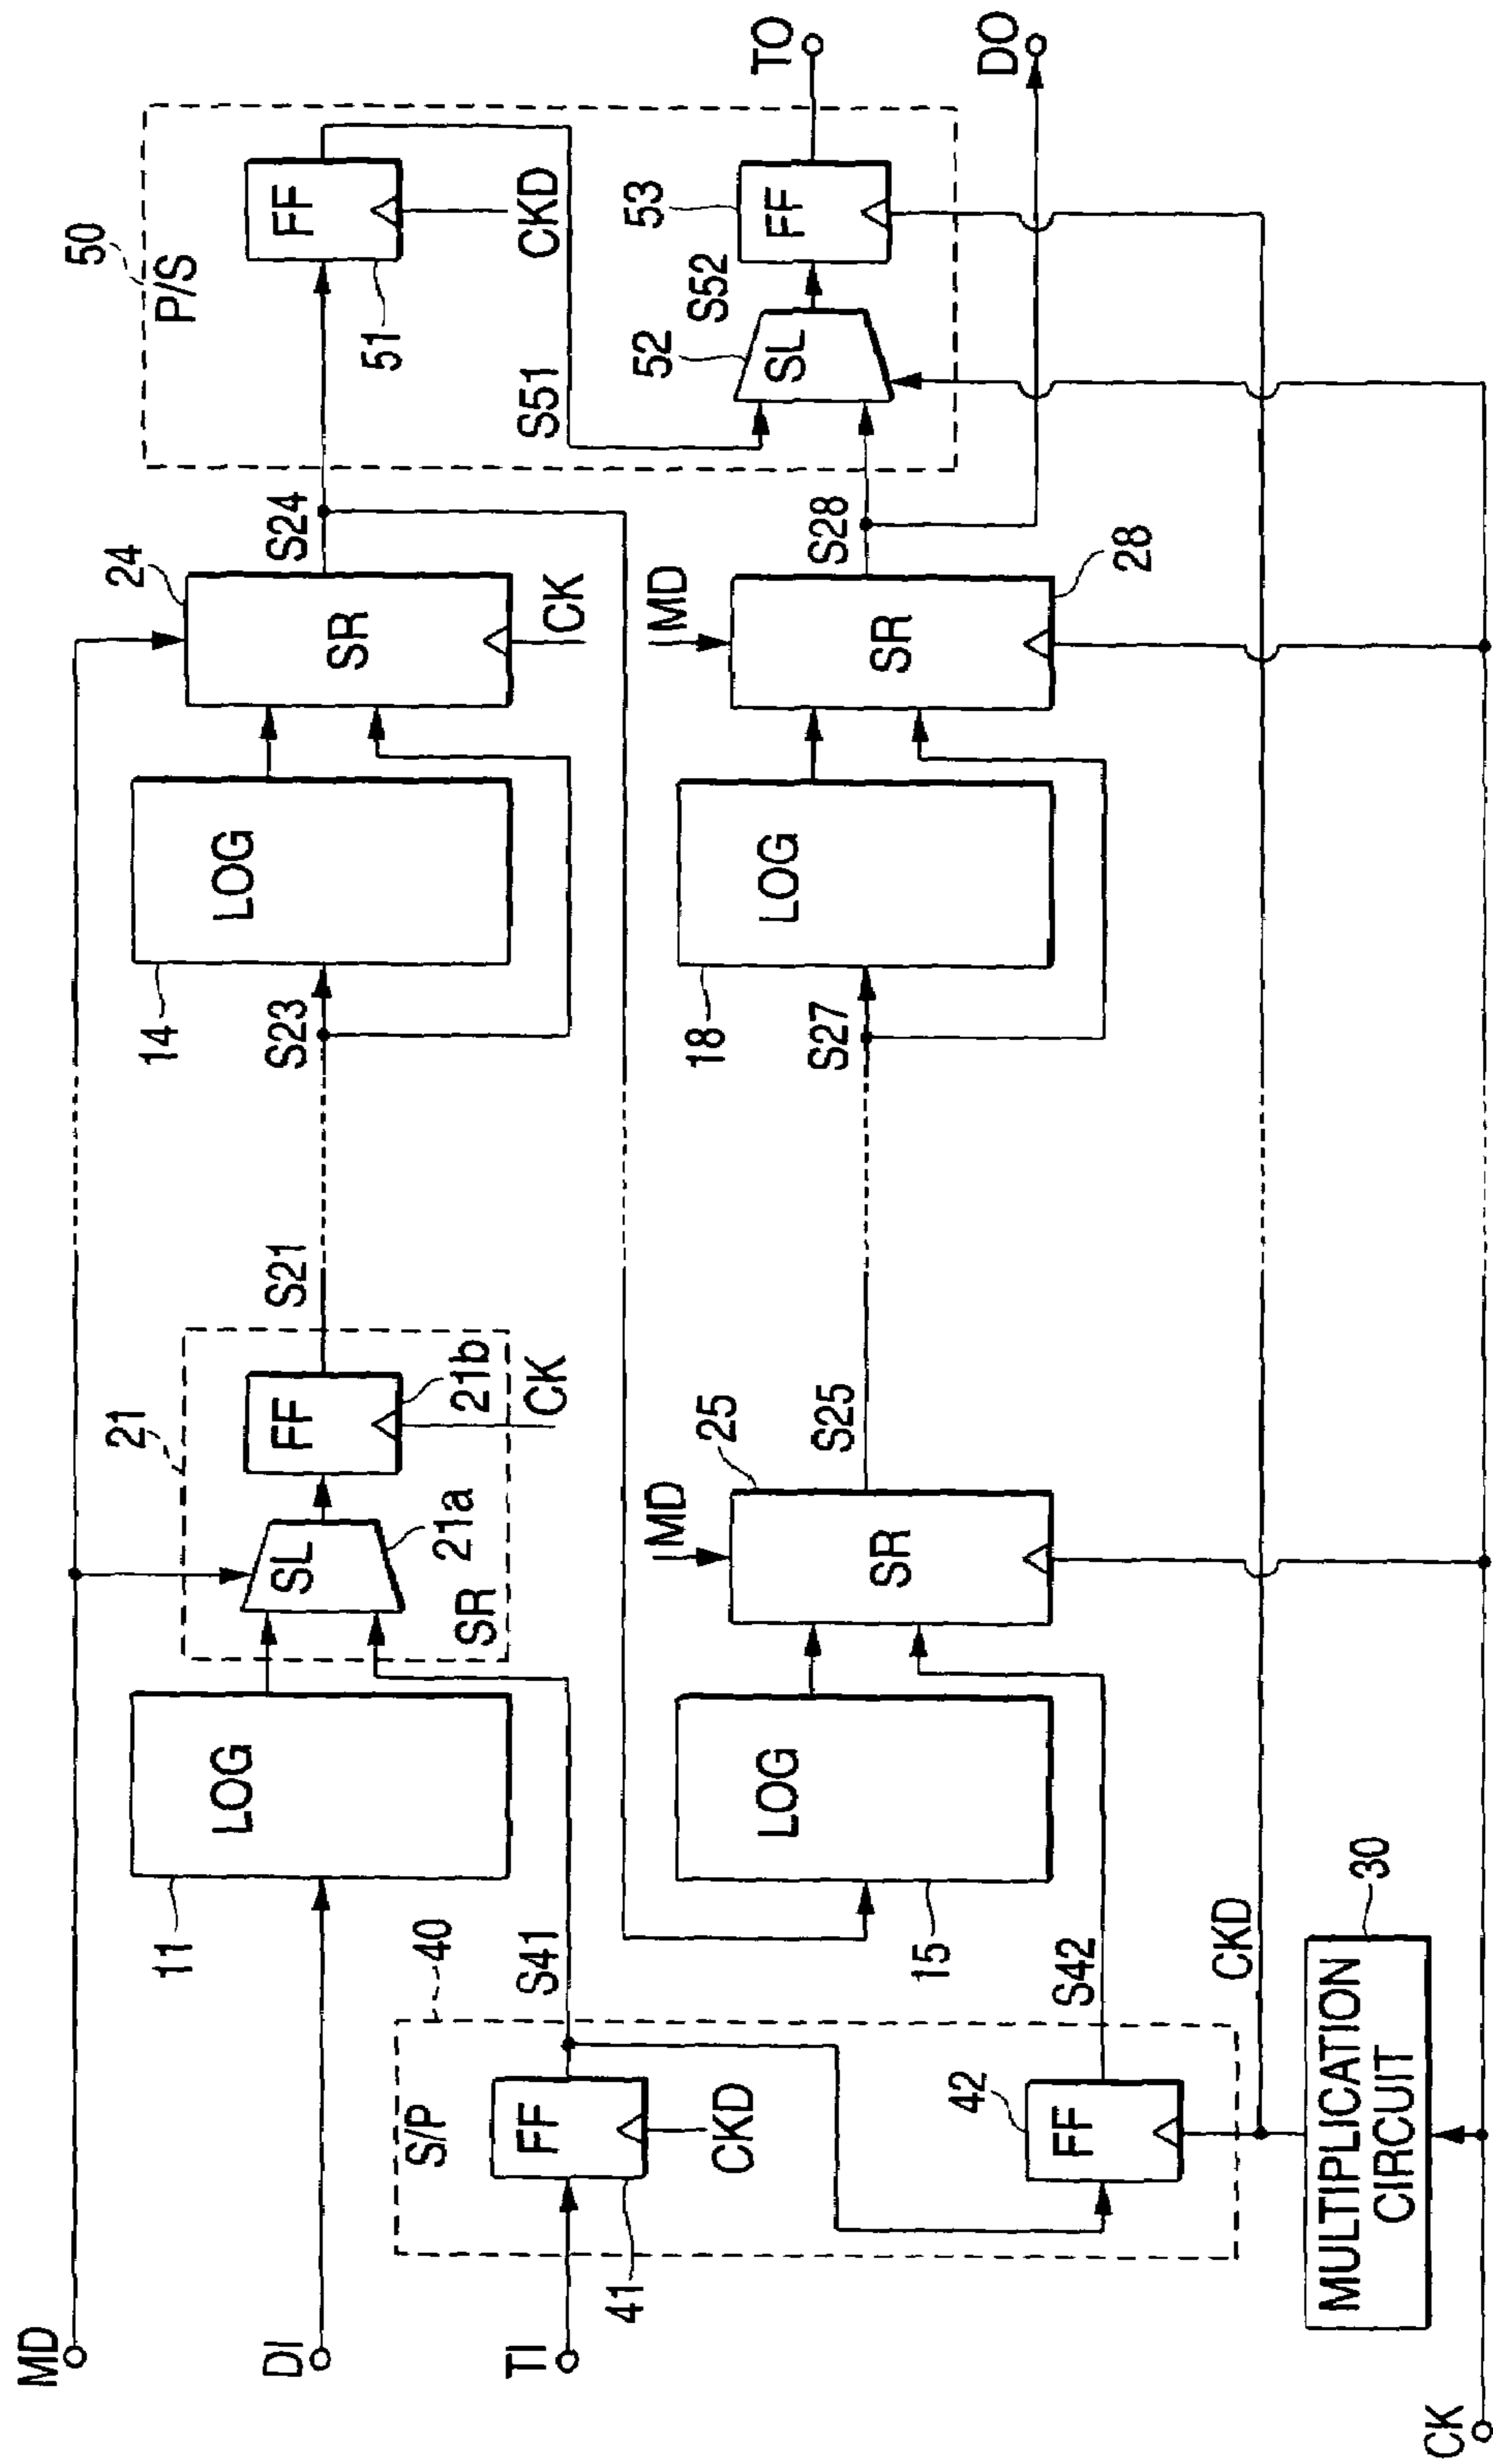 MD
DI
TI
CK
11
LOG
21
SL
21a
FF
21b
SR
CK
S21
S23
14
LOG
24
SR
CK
S24
50
P/S
FF
51
CKD
S51
40
S/P
FF
41
CKD
S41
42
FF
S42
15
LOG
MD
25
SR
S25
S27
18
LOG
MD
SR
28
S28
52
SL
S52
53
FF
TO
DO
CKD
30
MULTIPLICATION
CIRCUIT